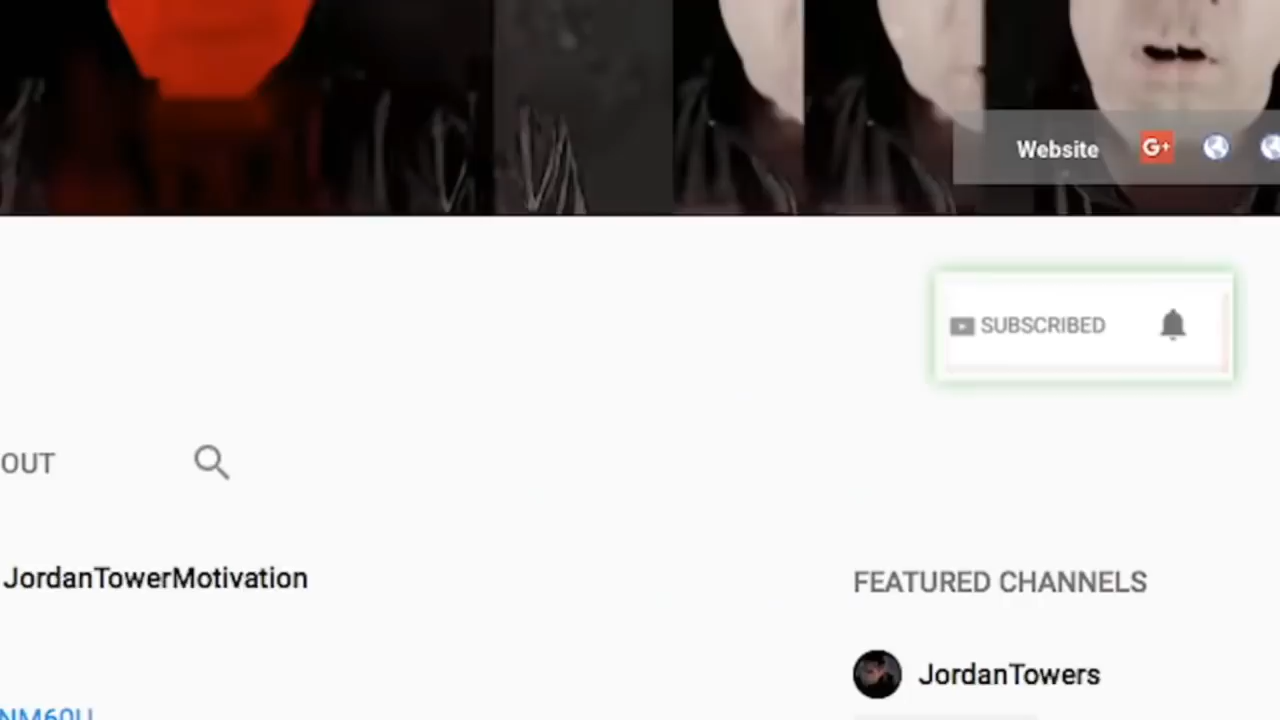 Website G+
SUBSCRIBED
OUT
JordanTowerMotivation
FEATURED CHANNELS
JordanTowers